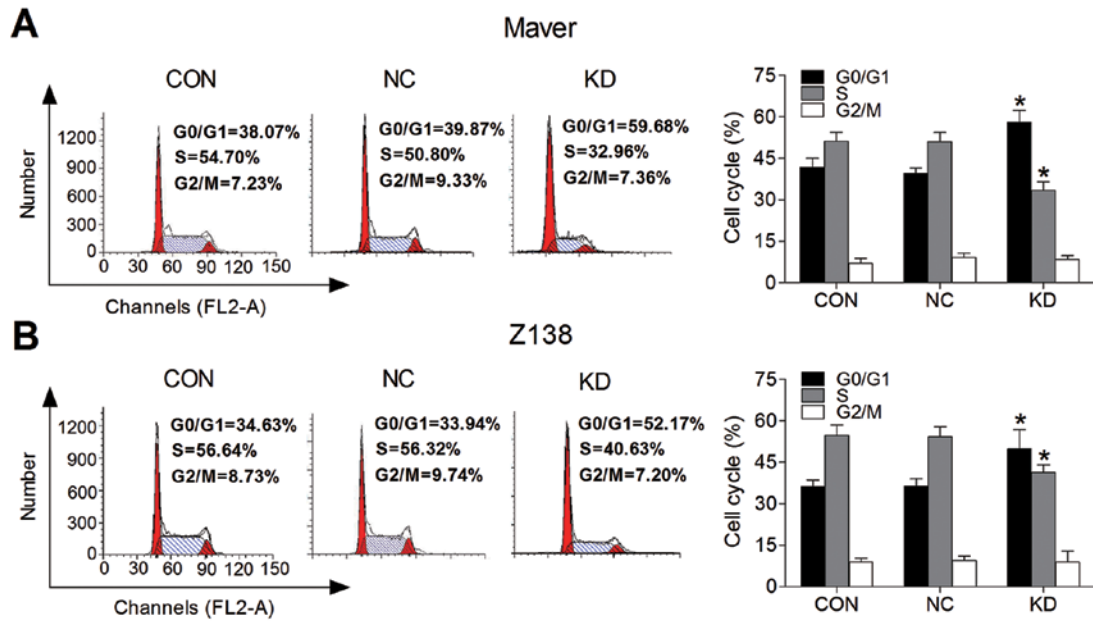 A
Maver
CON
NC
KD
G0/G1=38.07%
S=54.70%
G2/M=7.23%
G0/G1=39.87%
S=50.80%
G2/M=9.33%
G0/G1=59.68%
S=32.96%
G2/M=7.36%
Number
1200
900
600
300
0
0 30 60 90 120 150
Channels (FL2-A)
G0/G1
S
G2/M
Cell cycle (%)
75
60
45
30
15
0
* *
CON NC KD
B
Z138
CON
NC
KD
G0/G1=34.63%
S=56.64%
G2/M=8.73%
G0/G1=33.94%
S=56.32%
G2/M=9.74%
G0/G1=52.17%
S=40.63%
G2/M=7.20%
Number
1200
900
600
300
0
0 30 60 90 120 150
Channels (FL2-A)
G0/G1
S
G2/M
Cell cycle (%)
75
60
45
30
15
0
* *
CON NC KD